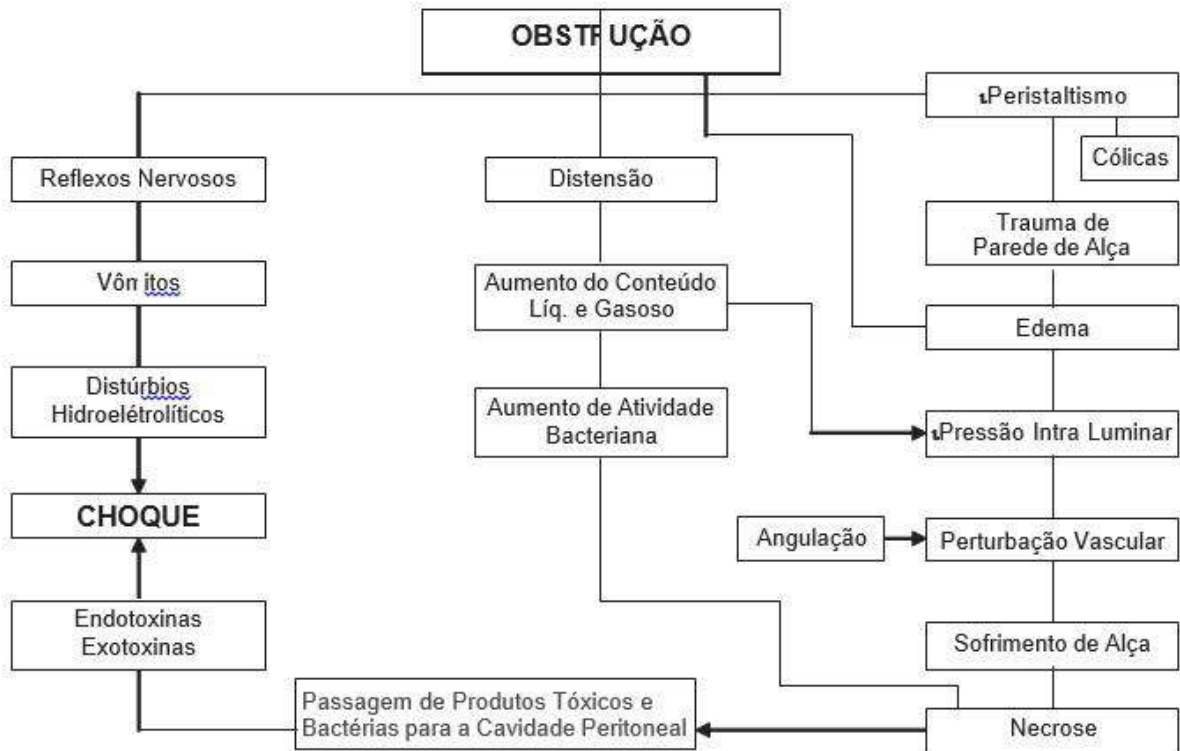 OBSTRUÇÃO
Peristaltismo
Cólicas
Reflexos Nervosos
Distensão
Trauma de
Parede de Alça
Vômitos
Aumento do Conteúdo
Líq. e Gasoso
Edema
Distúrbios
Hidroelétrolíticos
Aumento de Atividade
Bacteriana
Pressão Intra Luminar
CHOQUE
Angulação
Perturbação Vascular
Endotoxinas
Exotoxinas
Sofrimento de Alça
Passagem de Produtos Tóxicos e
Bactérias para a Cavidade Peritoneal
Necrose